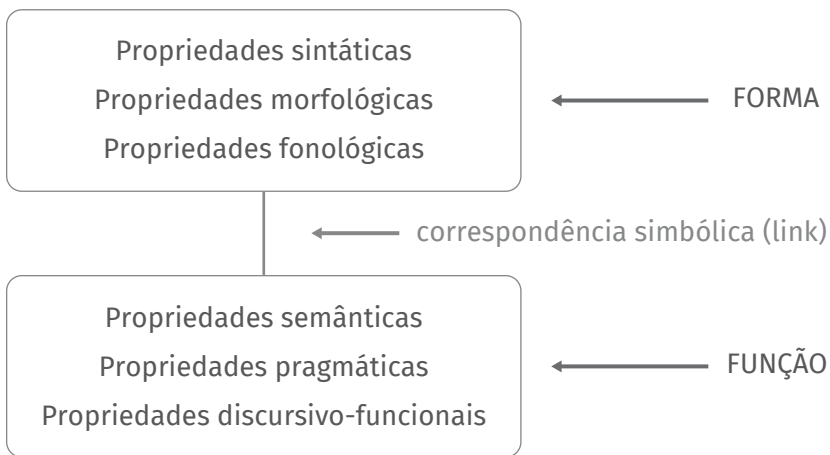 Propriedades sintáticas
Propriedades morfológicas
Propriedades fonológicas
FORMA
correspondência simbólica (link)
Propriedades semânticas
Propriedades pragmáticas
Propriedades discursivo-funcionais
FUNÇÃO